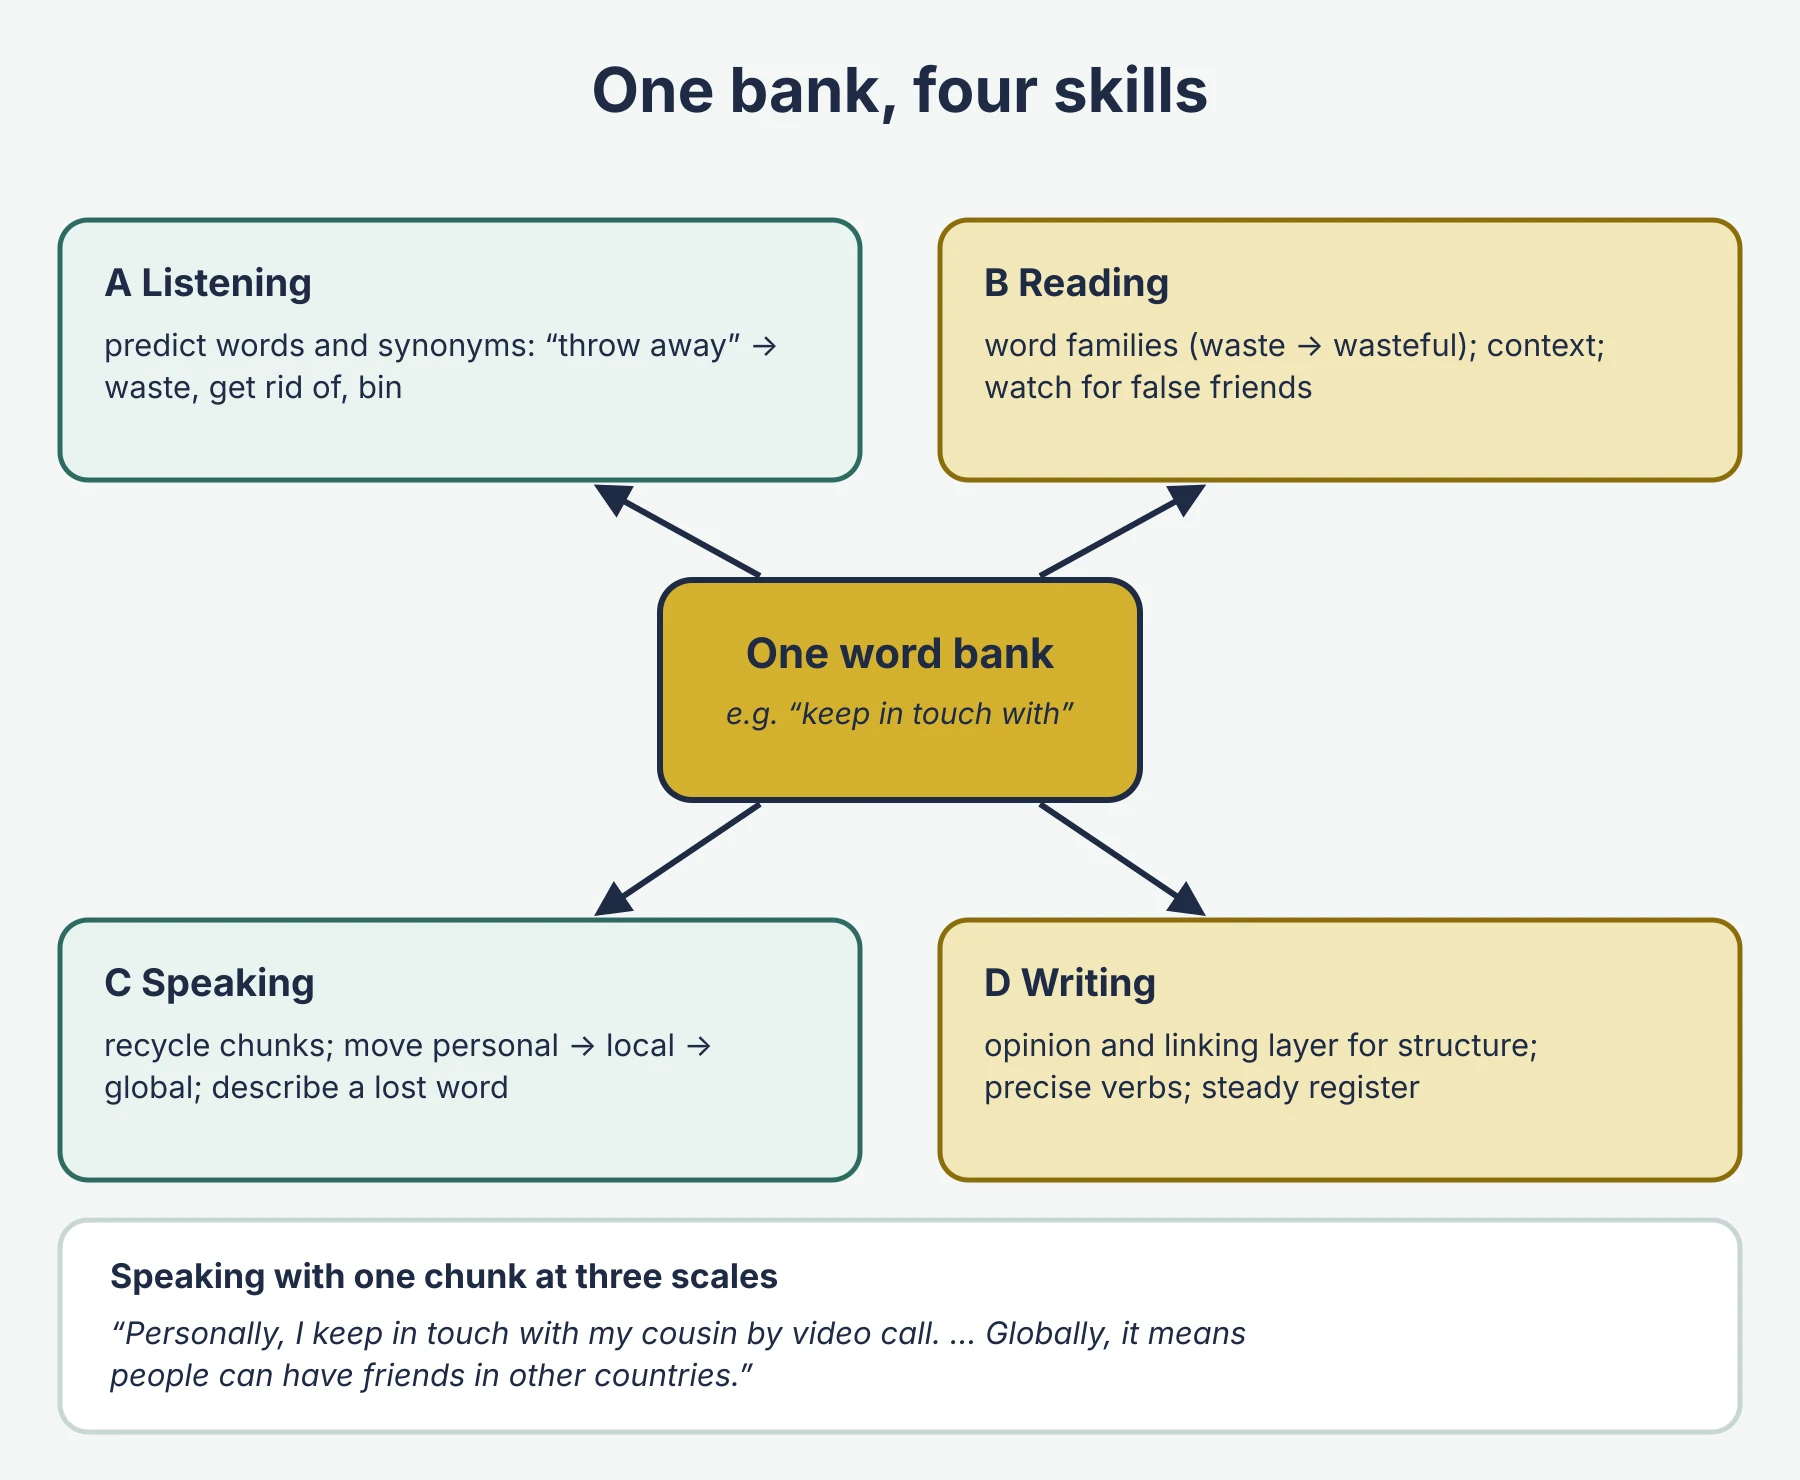 One bank, four skills
A Listening
predict words and synonyms: “throw away” →
waste, get rid of, bin
B Reading
word families (waste → wasteful); context;
watch for false friends
One word bank
e.g. “keep in touch with”
C Speaking
recycle chunks; move personal → local →
global; describe a lost word
D Writing
opinion and linking layer for structure;
precise verbs; steady register
Speaking with one chunk at three scales
“Personally, I keep in touch with my cousin by video call. … Globally, it means
people can have friends in other countries.”